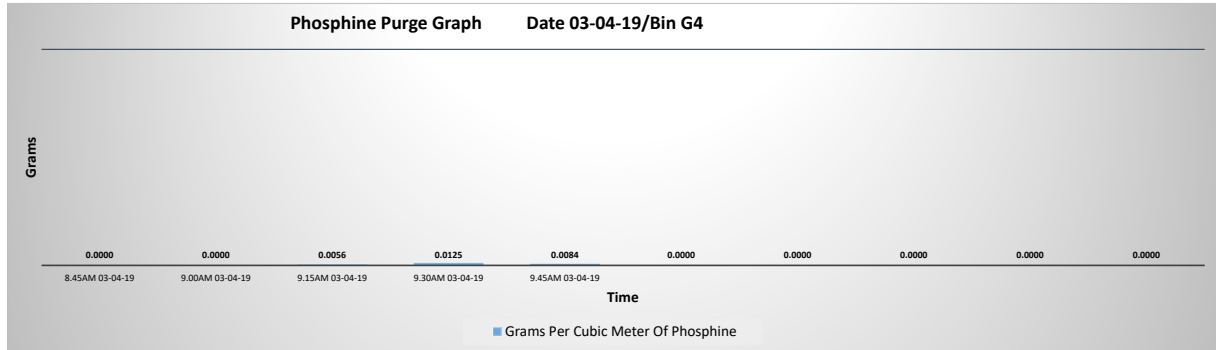 Phosphine Purge Graph Date 03-04-19/Bin G4
Grams
0.0000 0.0000 0.0056 0.0125 0.0084 0.0000 0.0000 0.0000 0.0000 0.0000
8.45AM 03-04-19 9.00AM 03-04-19 9.15AM 03-04-19 9.30AM 03-04-19 9.45AM 03-04-19
Time
Grams Per Cubic Meter Of Phosphine